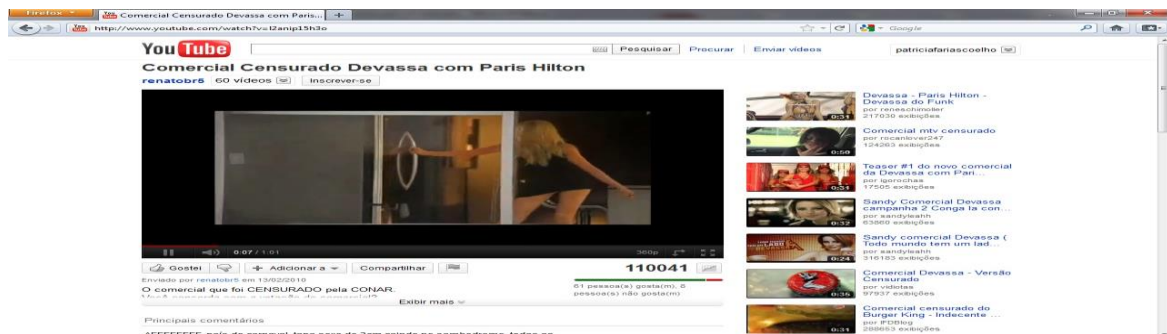 Firefox
Comercial Censurado Devassa com Paris...
http://www.youtube.com/watch?v=l2anip15h3o
Google
YouTube
Pesquisar
Procurar
Enviar vídeos
patriciafariascoelho
Comercial Censurado Devassa com Paris Hilton
renatobr5 60 vídeos
Inscrever-se
0:07 / 1:01
360p
Gostei
Adicionar a
Compartilhar
110041
Enviado por renatobr5 em 13/02/2010
61 pessoa(s) gosta(m), 6
pessoa(s) não gosta(m)
O comercial que foi CENSURADO pela CONAR.
Exibir mais
Principais comentários
Devassa - Paris Hilton -
Devassa do Funk
por reneschmoller
217030 exibições
0:31
Comercial mtv censurado
por rocanlover247
124263 exibições
0:50
Teaser #1 do novo comercial
da Devassa com Pari...
por igorochas
17505 exibições
0:31
Sandy Comercial Devassa
campanha 2 Conga la con...
por sandyleahh
63860 exibições
0:32
Sandy comercial Devassa (
Todo mundo tem um lad...
por sandyleahh
316183 exibições
0:24
Comercial Devassa - Versão
Censurado
por vidiotas
97937 exibições
0:36
Comercial censurado do
Burger King - Indecente ...
por IFDBlog
288653 exibições
0:31